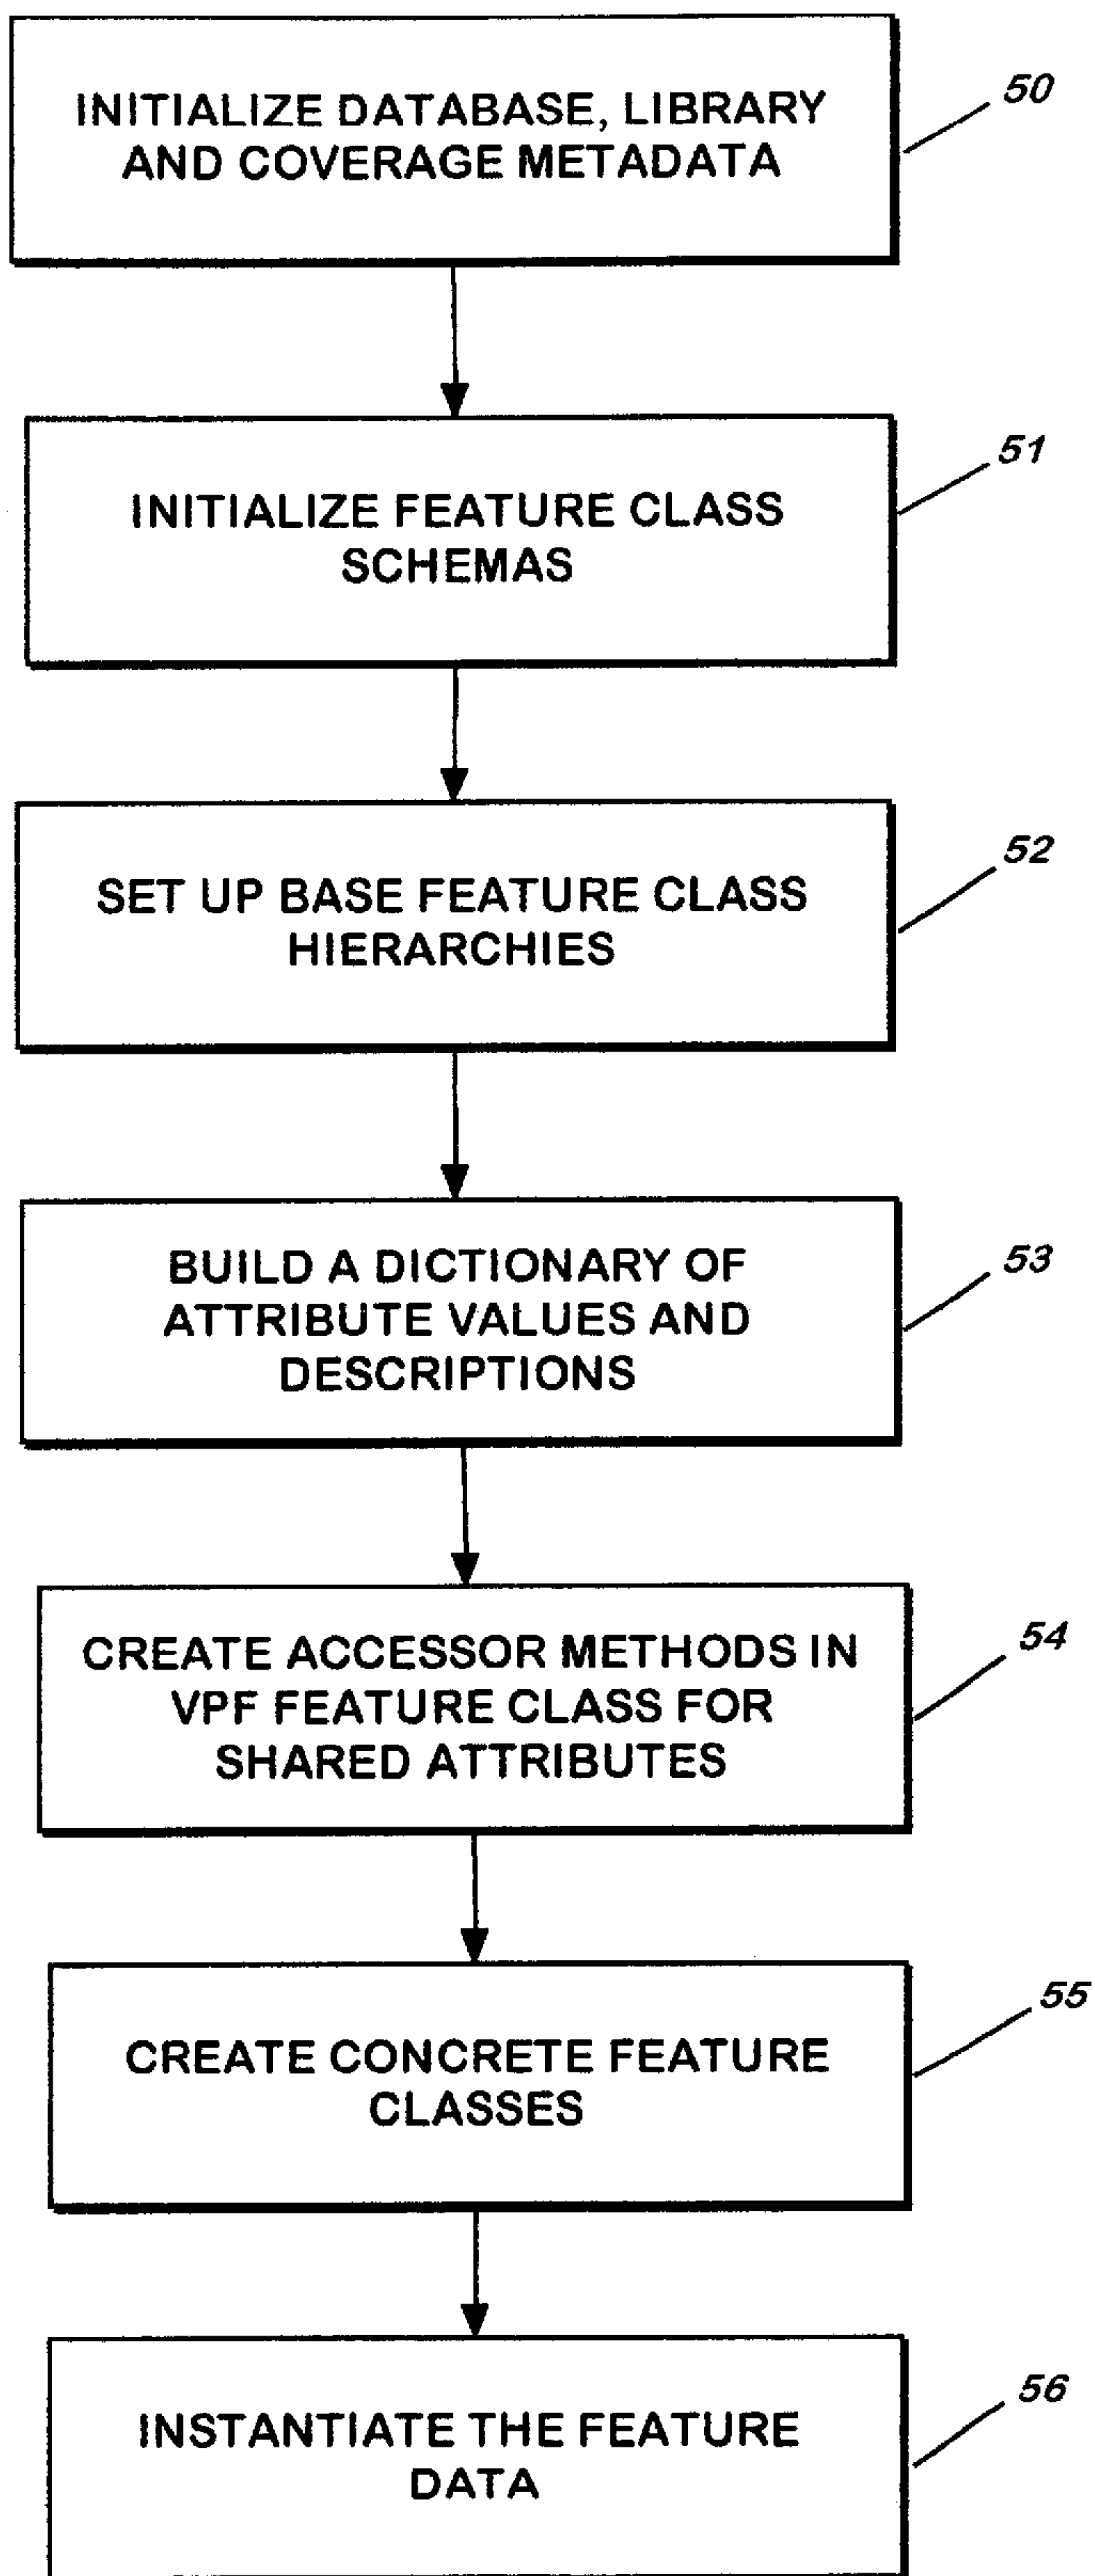 INITIALIZE DATABASE, LIBRARY
AND COVERAGE METADATA
50
INITIALIZE FEATURE CLASS
SCHEMAS
51
SET UP BASE FEATURE CLASS
HIERARCHIES
52
BUILD A DICTIONARY OF
ATTRIBUTE VALUES AND
DESCRIPTIONS
53
CREATE ACCESSOR METHODS IN
VPF FEATURE CLASS FOR
SHARED ATTRIBUTES
54
CREATE CONCRETE FEATURE
CLASSES
55
INSTANTIATE THE FEATURE
DATA
56